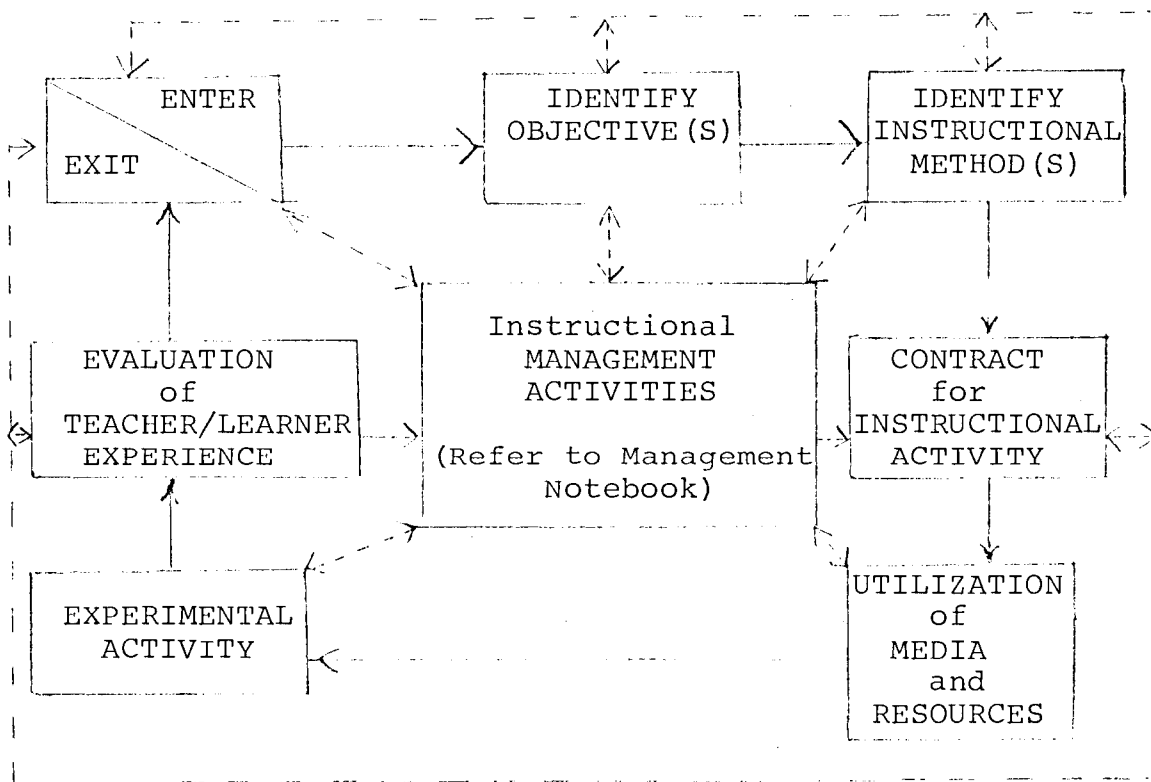 ENTER
EXIT
IDENTIFY
OBJECTIVE(S)
IDENTIFY
INSTRUCTIONAL
METHOD(S)
EVALUATION
of
TEACHER/LEARNER
EXPERIENCE
Instructional
MANAGEMENT
ACTIVITIES
(Refer to Management
Notebook)
CONTRACT
for
INSTRUCTIONAL
ACTIVITY
EXPERIMENTAL
ACTIVITY
UTILIZATION
of
MEDIA
and
RESOURCES